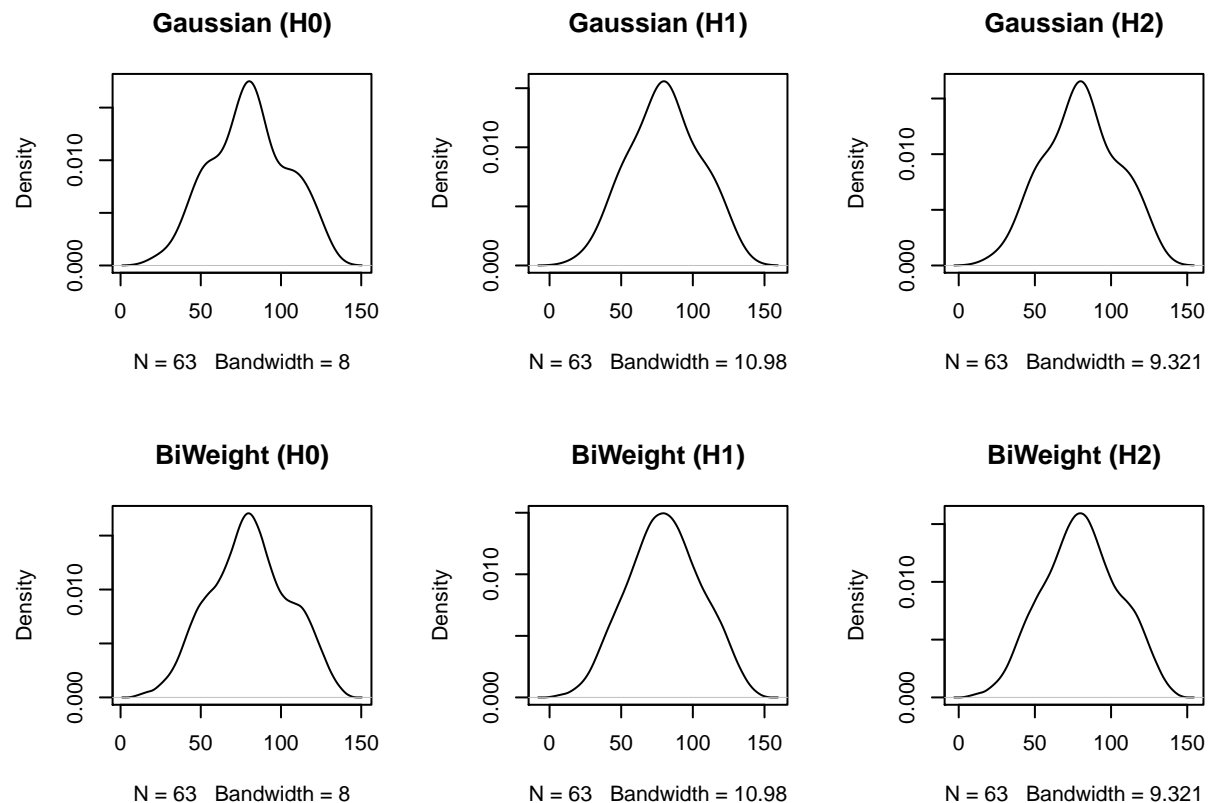 Gaussian (H0)
Density
0.000 0.010
0 50 100 150
N = 63 Bandwidth = 8
Gaussian (H1)
Density
0.000 0.010
0 50 100 150
N = 63 Bandwidth = 10.98
Gaussian (H2)
Density
0.000 0.010
0 50 100 150
N = 63 Bandwidth = 9.321
BiWeight (H0)
Density
0.000 0.010
0 50 100 150
N = 63 Bandwidth = 8
BiWeight (H1)
Density
0.000 0.010
0 50 100 150
N = 63 Bandwidth = 10.98
BiWeight (H2)
Density
0.000 0.010
0 50 100 150
N = 63 Bandwidth = 9.321